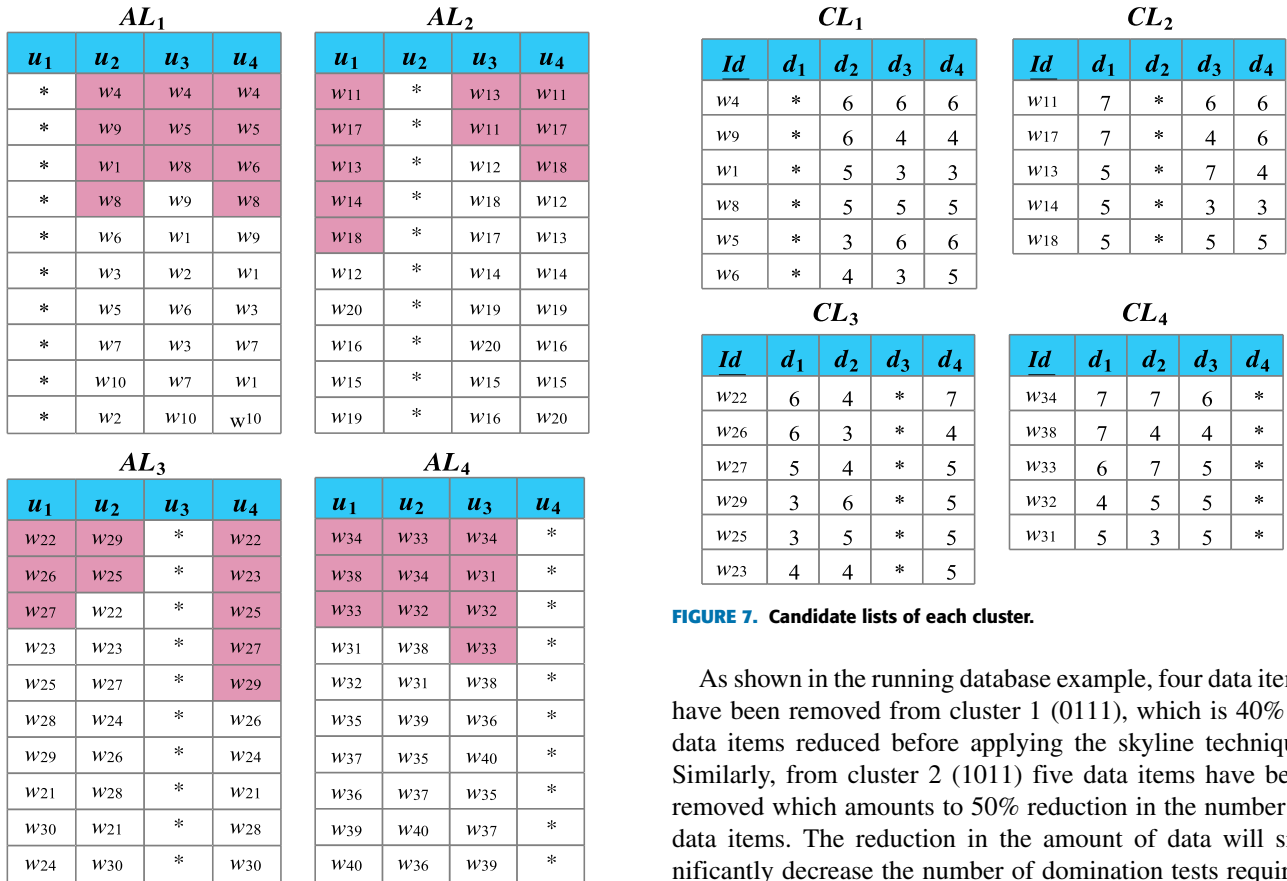 AL1
u1 u2 u3 u4
* w4 w4 w4
* w9 w5 w5
* w1 w8 w6
* w8 w9 w8
* w6 w1 w9
* w3 w2 w1
* w5 w6 w3
* w7 w3 w7
* w10 w7 w1
* w2 w10 w10
AL2
u1 u2 u3 u4
w11 * w13 w11
w17 * w11 w17
w13 * w12 w18
w14 * w18 w12
w18 * w17 w13
w12 * w14 w14
w20 * w19 w19
w16 * w20 w16
w15 * w15 w15
w19 * w16 w20
AL3
u1 u2 u3 u4
w22 w29 * w22
w26 w25 * w23
w27 w22 * w25
w23 w23 * w27
w25 w27 * w29
w28 w24 * w26
w29 w26 * w24
w21 w28 * w21
w30 w21 * w28
w24 w30 * w30
AL4
u1 u2 u3 u4
w34 w33 w34 *
w38 w34 w31 *
w33 w32 w32 *
w31 w38 w33 *
w32 w31 w38 *
w35 w39 w36 *
w37 w35 w40 *
w36 w37 w35 *
w39 w40 w37 *
w40 w36 w39 *
CL1
Id d1 d2 d3 d4
w4 * 6 6 6
w9 * 6 4 4
w1 * 5 3 3
w8 * 5 5 5
w5 * 3 6 6
w6 * 4 3 5
CL2
Id d1 d2 d3 d4
w11 7 * 6 6
w17 7 * 4 6
w13 5 * 7 4
w14 5 * 3 3
w18 5 * 5 5
CL3
Id d1 d2 d3 d4
w22 6 4 * 7
w26 6 3 * 4
w27 5 4 * 5
w29 3 6 * 5
w25 3 5 * 5
w23 4 4 * 5
CL4
Id d1 d2 d3 d4
w34 7 7 6 *
w38 7 4 4 *
w33 6 7 5 *
w32 4 5 5 *
w31 5 3 5 *
FIGURE 7. Candidate lists of each cluster.
As shown in the running database example, four data iter
have been removed from cluster 1 (0111), which is 40%
data items reduced before applying the skyline techniqu
Similarly, from cluster 2 (1011) five data items have be
removed which amounts to 50% reduction in the number
data items. The reduction in the amount of data will si
nificantly decrease the number of domination tests requir